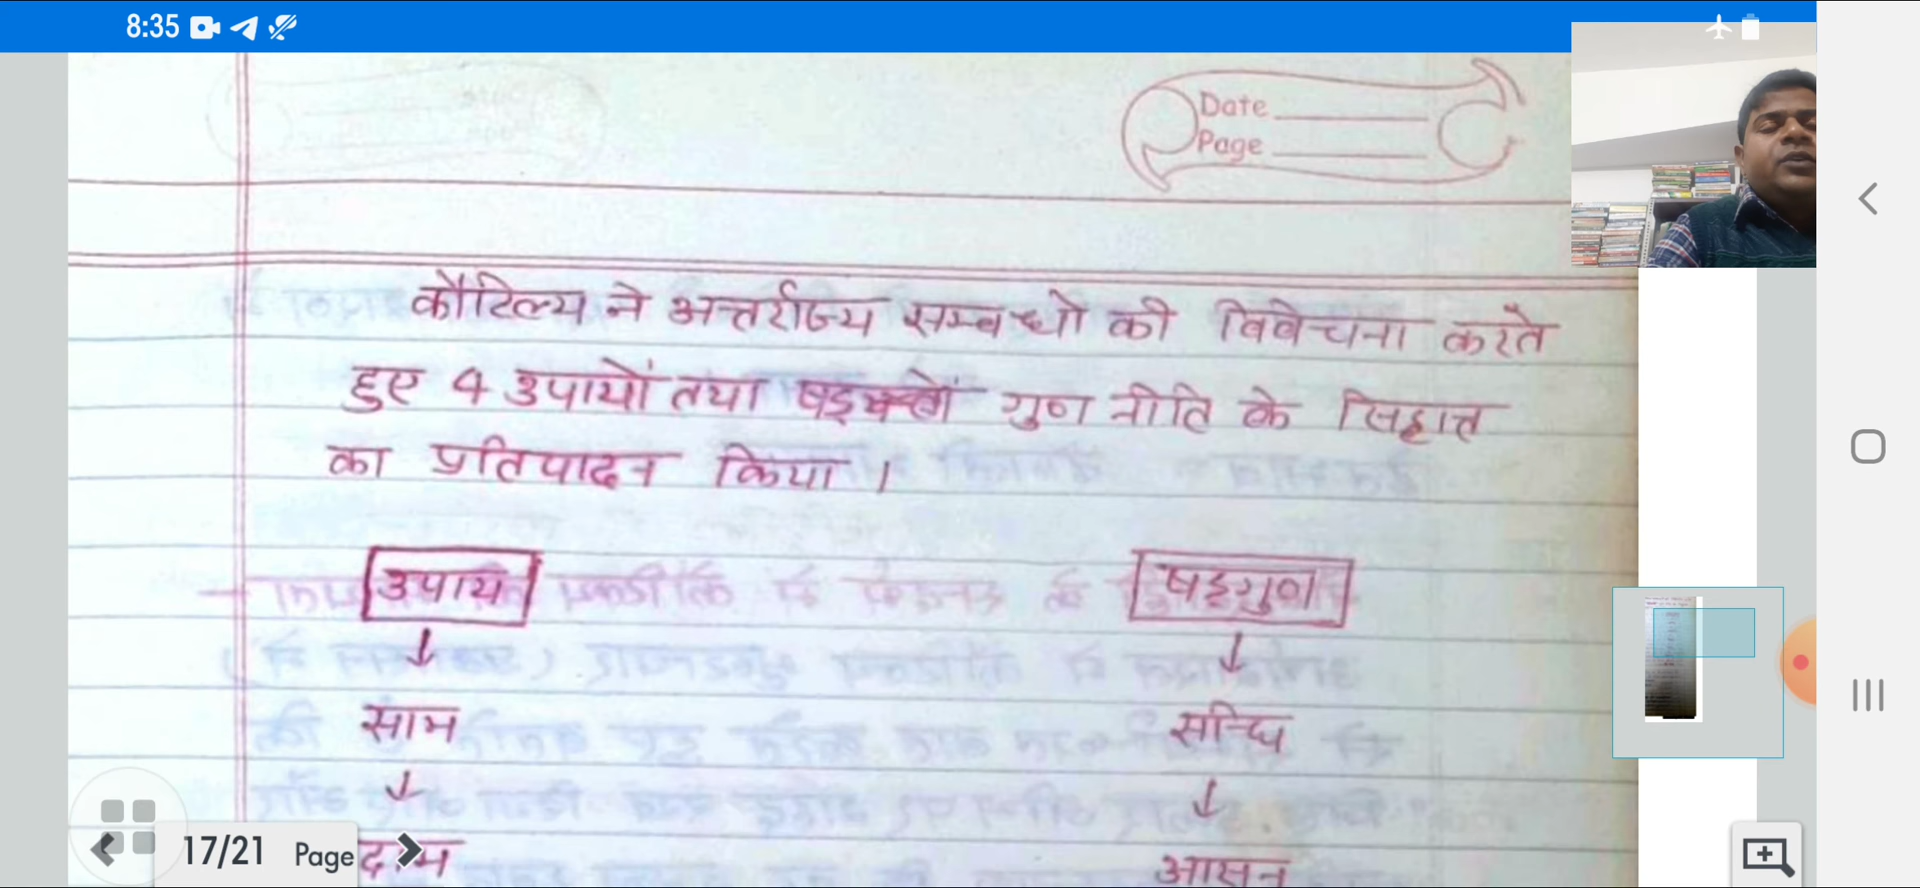 8:35
Date
Page
कौटिल्य ने अन्तर्राज्य सम्बन्धो की विवेचना करते
हुए 4 उपायों तथा गुण नीति के सिद्धान्त
का प्रतिपादन किया ।
उपाय षड्गुण
↓ ↓
साम सन्धि
↓ ↓
दाम आसन
17/21 Page